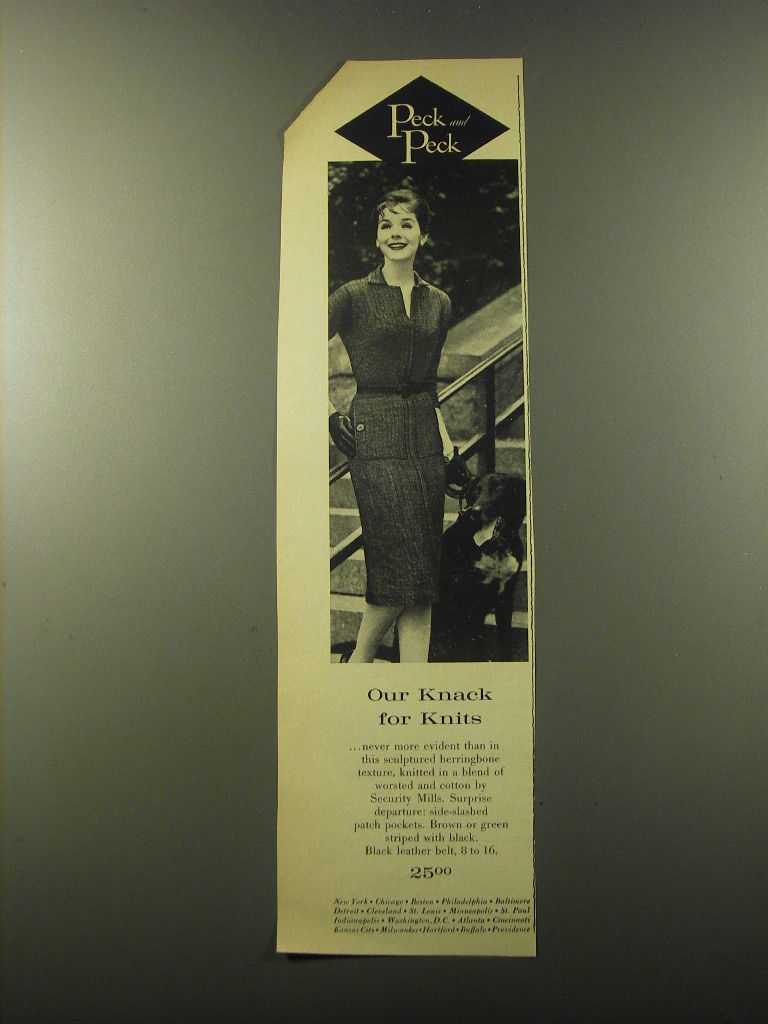 Peck and
Peck
Our Knack
for Knits
...never more evident than in
this sculptured herringbone
texture, knitted in a blend of
worsted and cotton by
Security Mills. Surprise
departure: side-slashed
patch pockets. Brown or green
striped with black.
Black leather belt, 8 to 16,
25⁰⁰
New York • Chicago • Boston • Philadelphia • Baltimore
Detroit • Cleveland • St. Louis • Minneapolis • St. Paul
Indianapolis • Washington, D.C. • Atlanta • Cincinnati
Kansas City • Milwaukee • Hartford • Buffalo • Providence